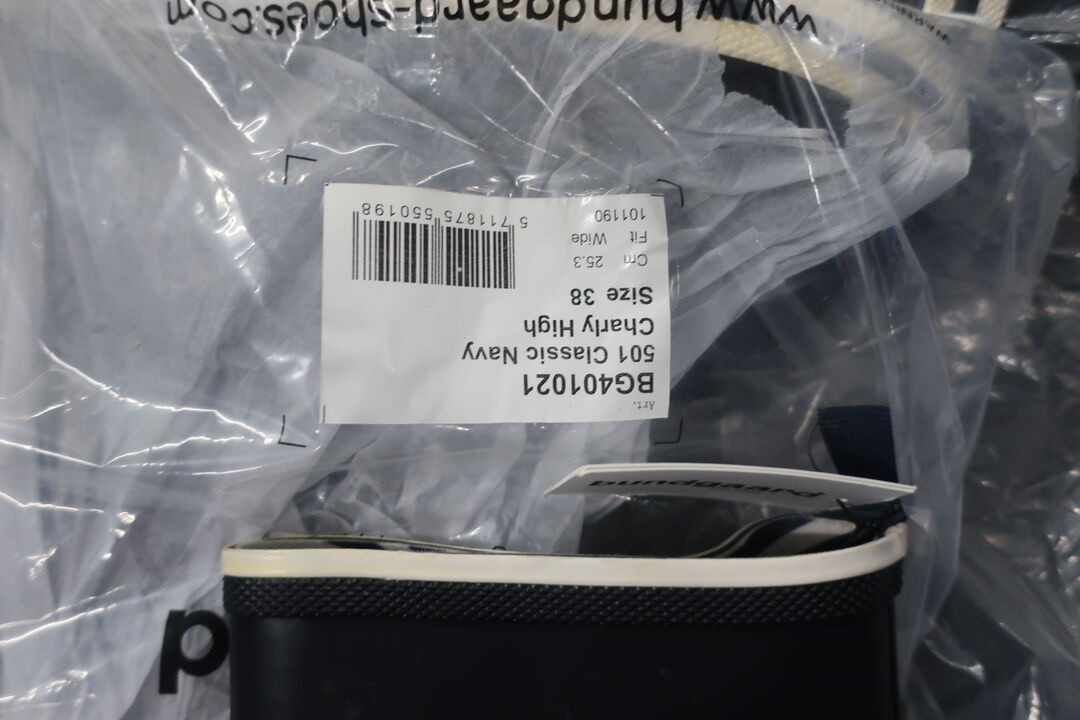 www.bundgaard-shoes.com
Art.
BG401021
501 Classic Navy
Charly High
Size 38
Cm 25.3
Fit Wide
101190
5 711875 550198
bundgaard